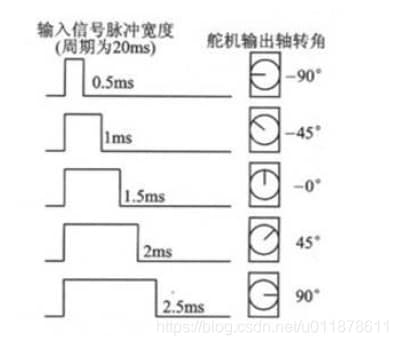 输入信号脉冲宽度
(周期为20ms)
舵机输出轴转角
0.5ms
−90°
1ms
−45°
1.5ms
−0°
2ms
45°
2.5ms
90°
https://blog.csdn.net/u011878611